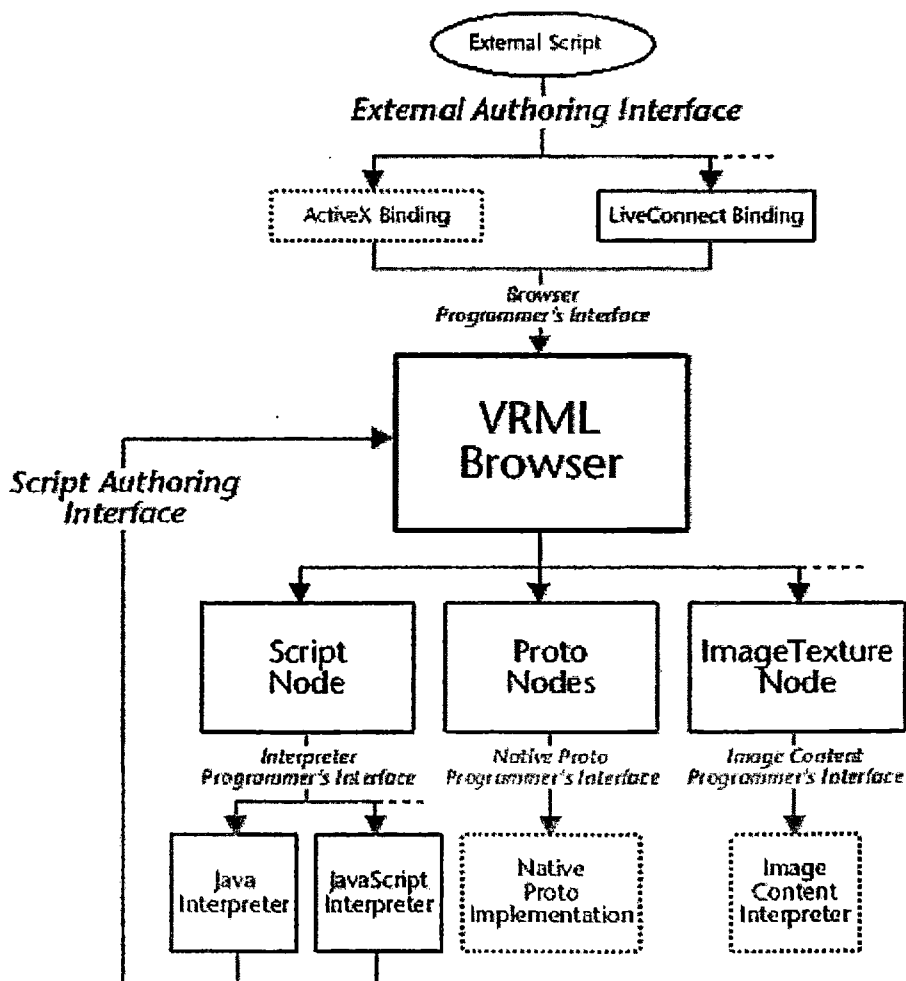 External Script
External Authoring Interface
ActiveX Binding
LiveConnect Binding
Browser
Programmer's Interface
VRML
Browser
Script Authoring
Interface
Script
Node
Proto
Nodes
ImageTexture
Node
Interpreter
Programmer's Interface
Native Proto
Programmer's Interface
Image Content
Programmer's Interface
Java
Interpreter
JavaScript
Interpreter
Native
Proto
Implementation
Image
Content
Interpreter